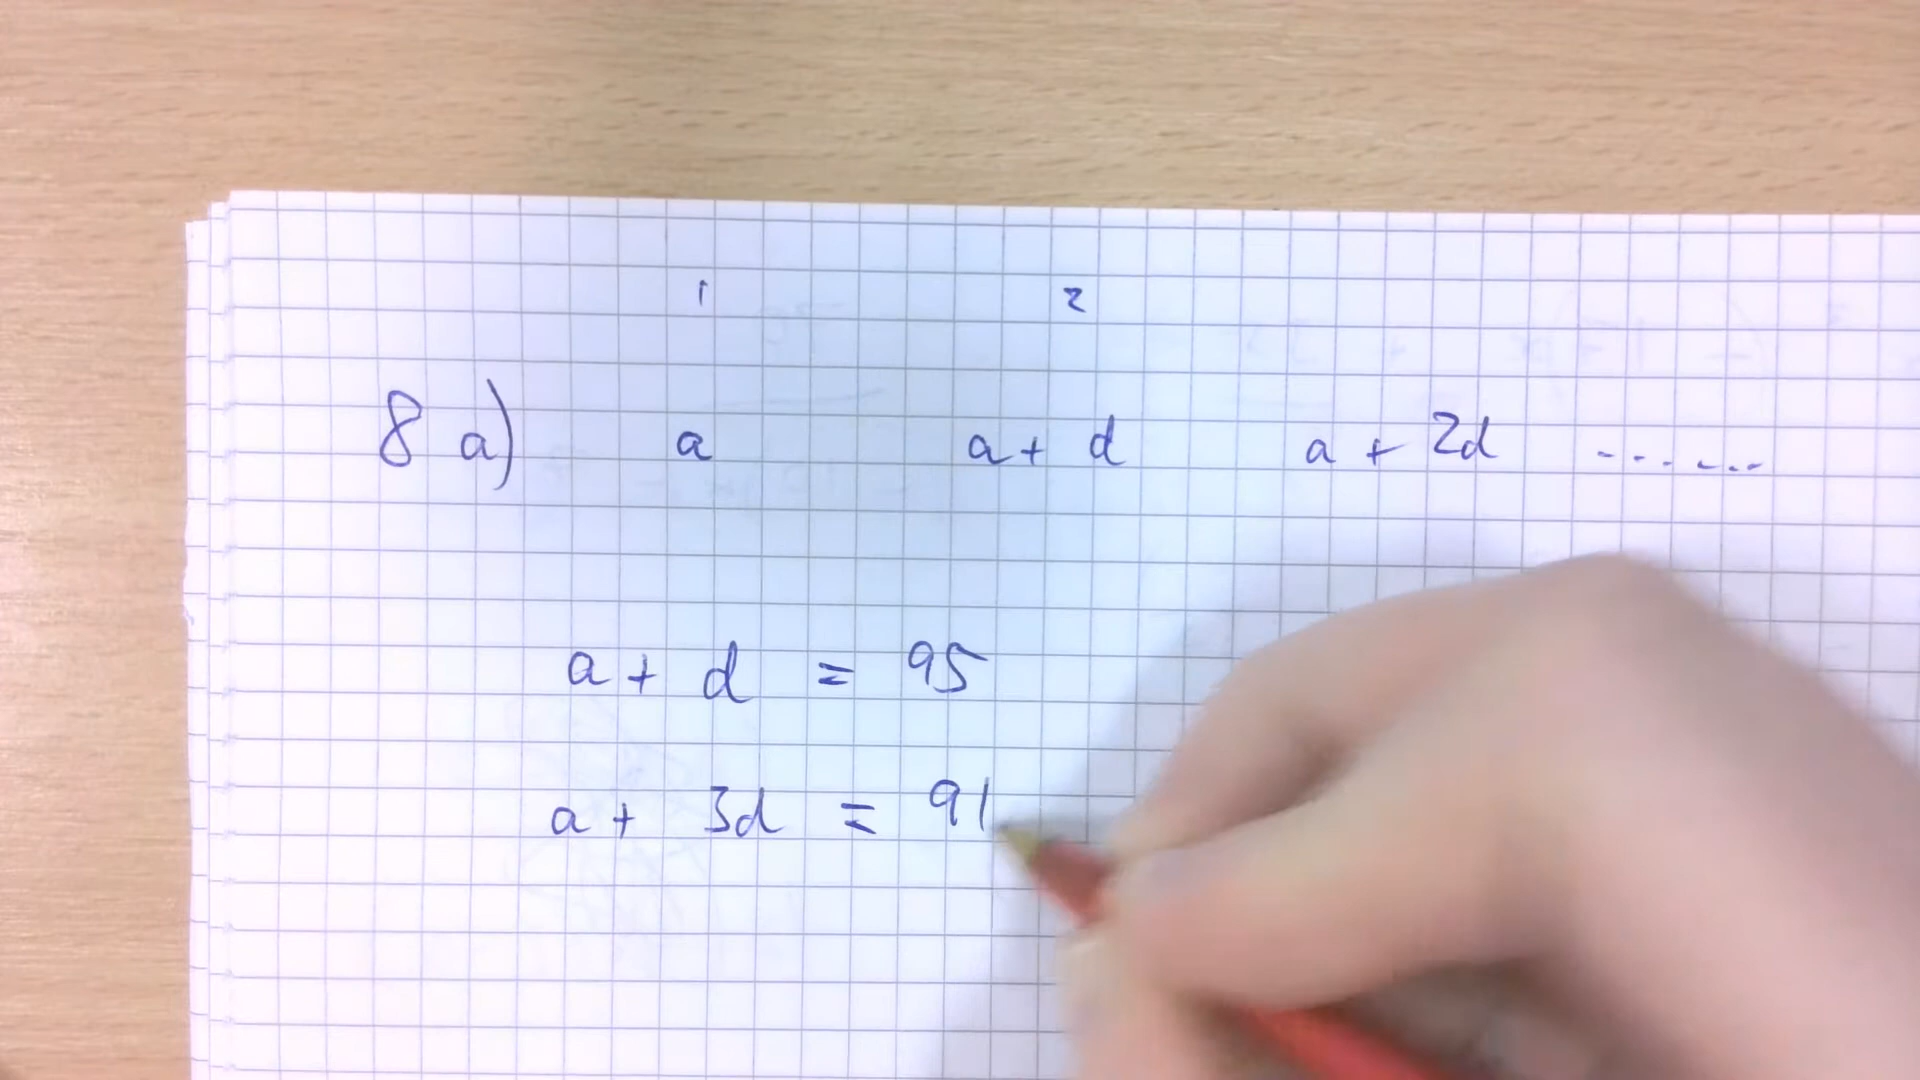 1 2
8 a) a a + d a + 2d ......
a + d = 95
a + 3d = 91